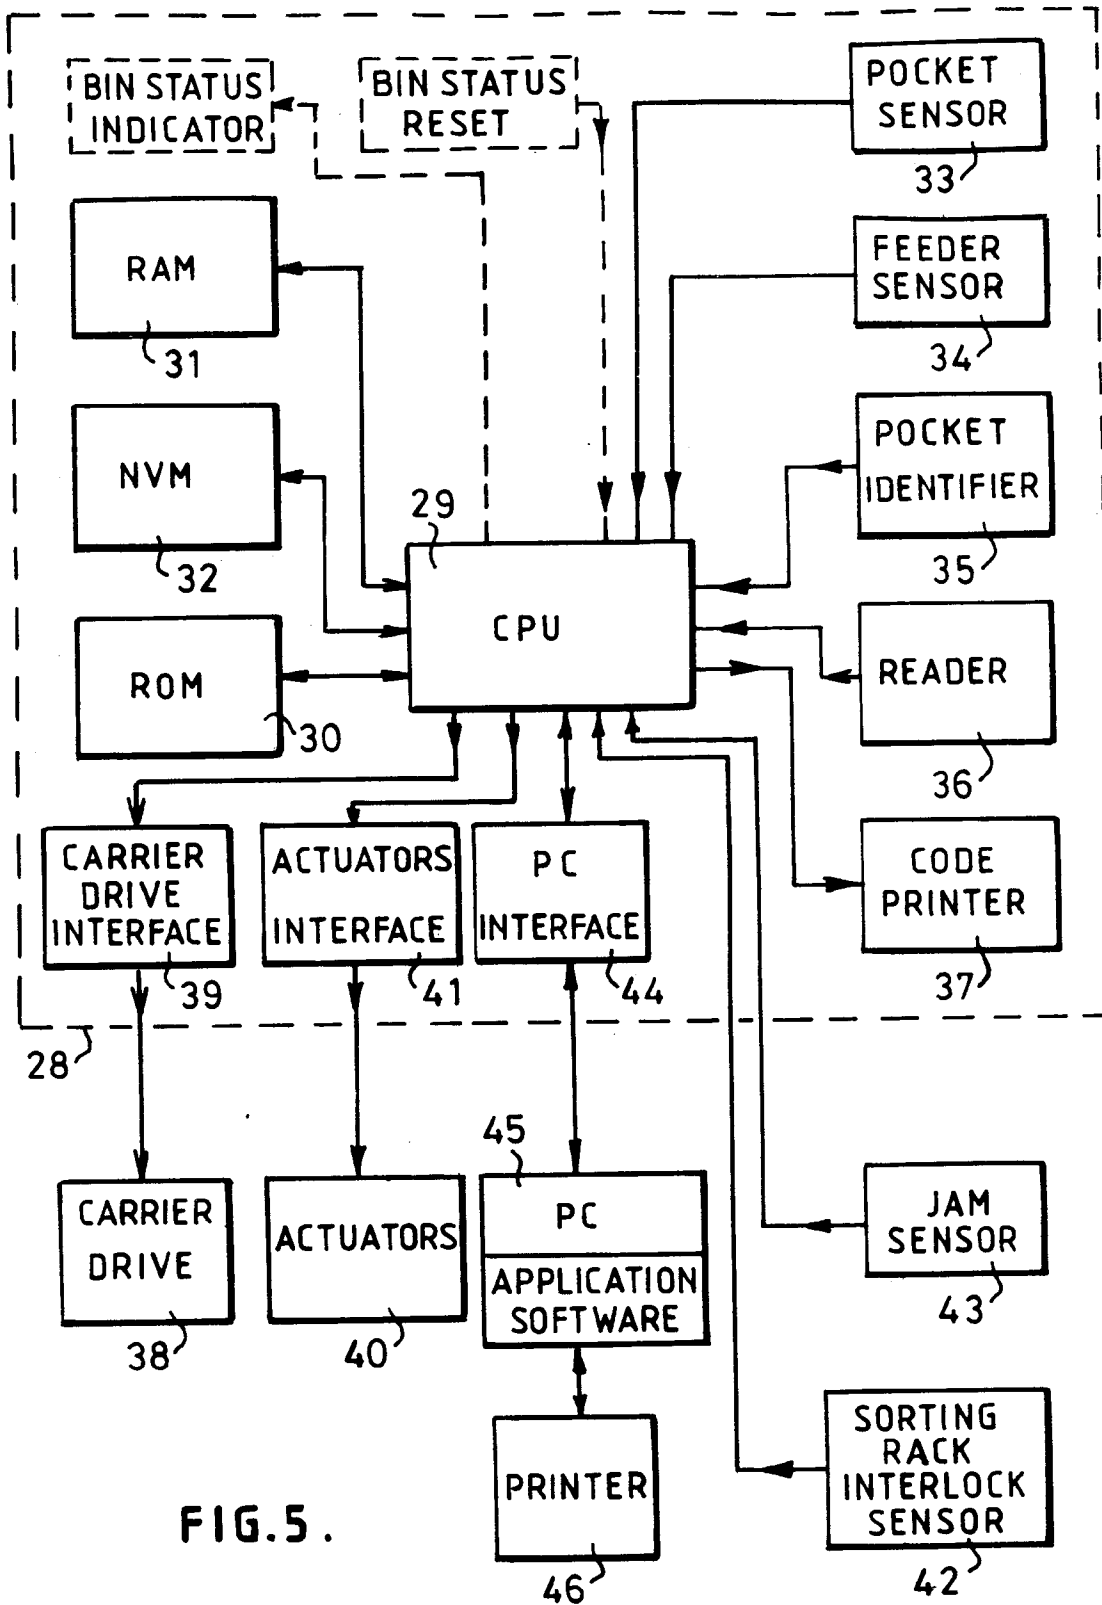 BIN STATUS
INDICATOR
BIN STATUS
RESET
POCKET
SENSOR
33
RAM
31
FEEDER
SENSOR
34
NVM
32
29
CPU
POCKET
IDENTIFIER
35
ROM
30
READER
36
CARRIER
DRIVE
INTERFACE
39
ACTUATORS
INTERFACE
41
PC
INTERFACE
44
CODE
PRINTER
37
28
CARRIER
DRIVE
38
ACTUATORS
40
45
PC
APPLICATION
SOFTWARE
JAM
SENSOR
43
PRINTER
46
SORTING
RACK
INTERLOCK
SENSOR
42
FIG.5.